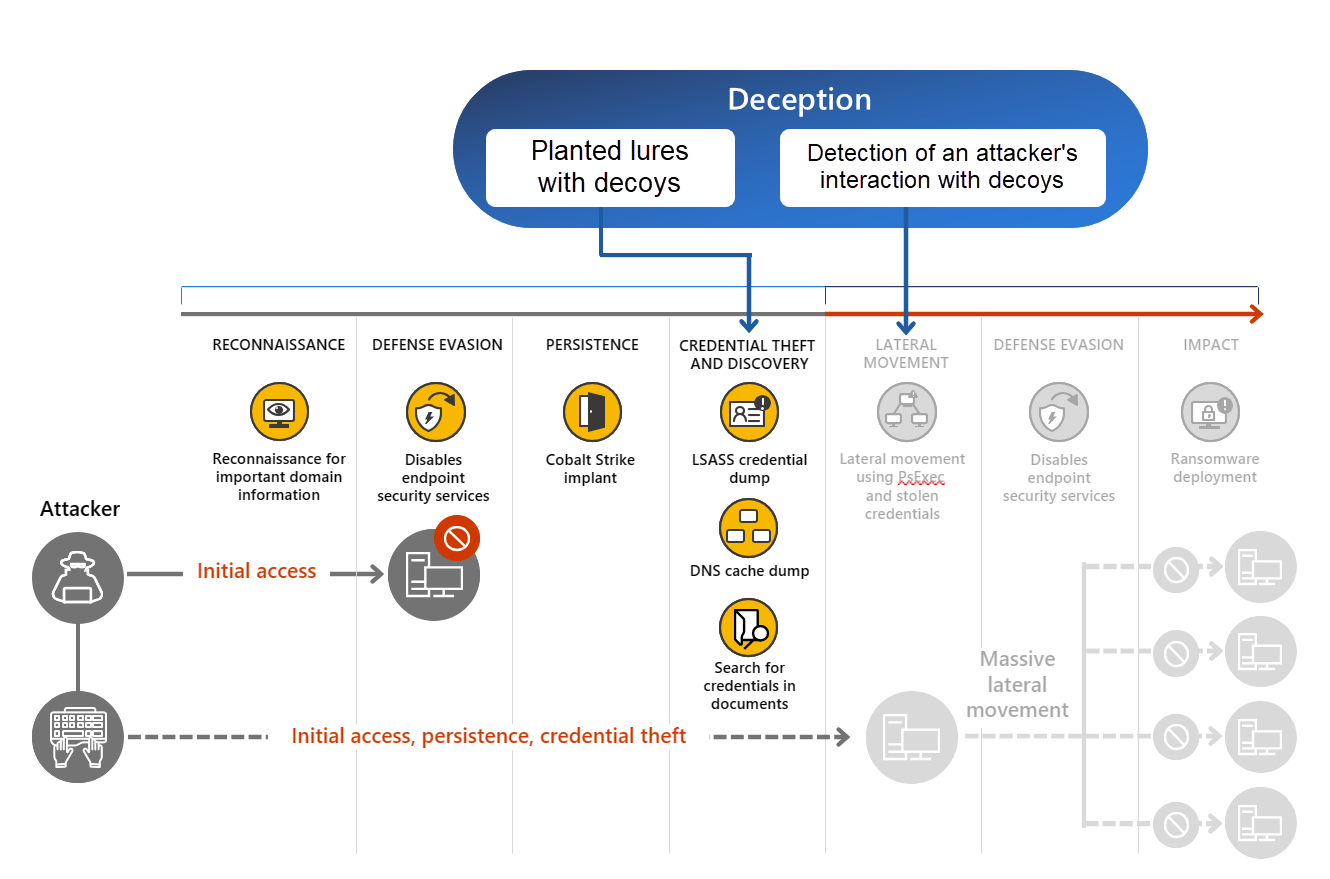 Deception
Planted lures
with decoys
Detection of an attacker's
interaction with decoys
RECONNAISSANCE
DEFENSE EVASION
PERSISTENCE
CREDENTIAL THEFT
AND DISCOVERY
LATERAL
MOVEMENT
DEFENSE EVASION
IMPACT
Reconnaissance for
important domain
information
Disables
endpoint
security services
Cobalt Strike
implant
LSASS credential
dump
Lateral movement
using PsExec
and stolen
credentials
Disables
endpoint
security services
Ransomware
deployment
DNS cache dump
Search for
credentials in
documents
Attacker
Initial access
Massive
lateral
movement
Initial access, persistence, credential theft